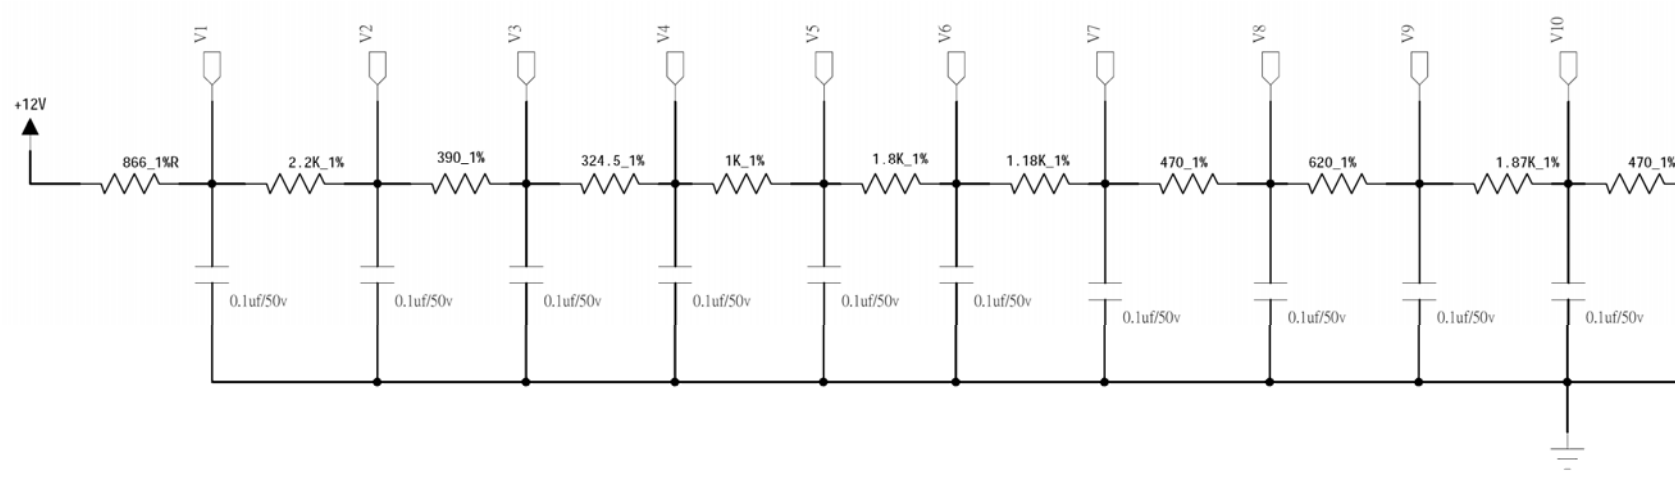 V1
V2
V3
V4
V5
V6
V7
V8
V9
V10
+12V
866_1%R
2.2K_1%
390_1%
324.5_1%
1K_1%
1.8K_1%
1.18K_1%
470_1%
620_1%
1.87K_1%
470_1%
0.1uf/50v
0.1uf/50v
0.1uf/50v
0.1uf/50v
0.1uf/50v
0.1uf/50v
0.1uf/50v
0.1uf/50v
0.1uf/50v
0.1uf/50v